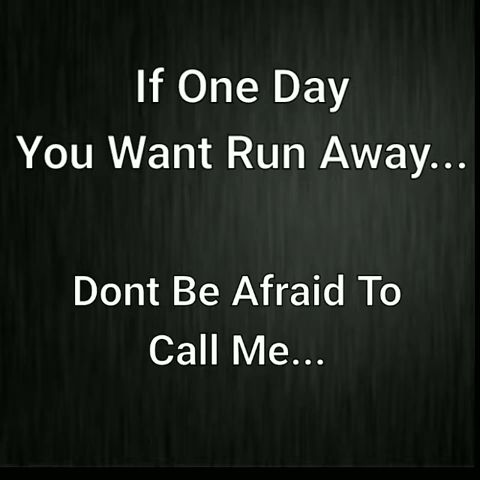 If One Day
You Want Run Away...
Dont Be Afraid To
Call Me...